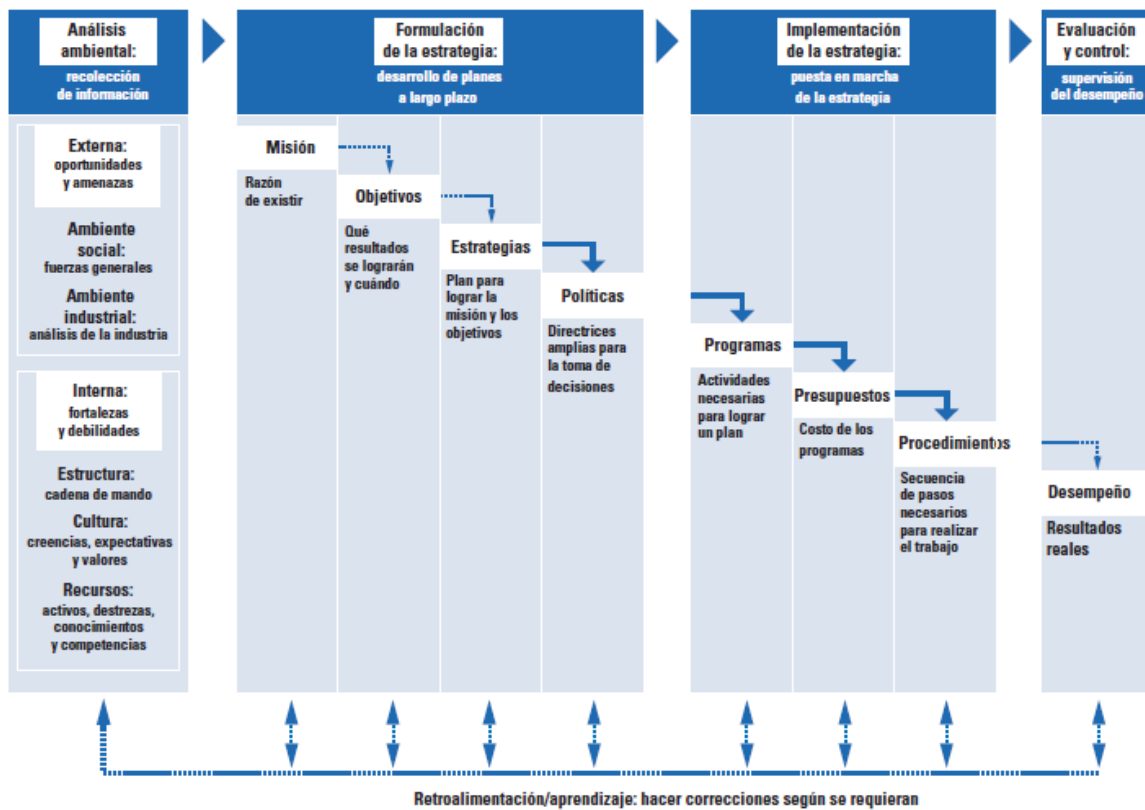 Análisis
ambiental:
recolección
de información
Externa:
oportunidades
y amenazas
Ambiente
social:
fuerzas generales
Ambiente
industrial:
análisis de la industria
Interna:
fortalezas
y debilidades
Estructura:
cadena de mando
Cultura:
creencias, expectativas
y valores
Recursos:
activos, destrezas,
conocimientos
y competencias
Formulación
de la estrategia:
desarrollo de planes
a largo plazo
Misión
Razón
de existir
Objetivos
Qué
resultados
se lograrán
y cuándo
Estrategias
Plan para
lograr la
misión y los
objetivos
Políticas
Directrices
amplias para
la toma de
decisiones
Implementación
de la estrategia:
puesta en marcha
de la estrategia
Programas
Actividades
necesarias
para lograr
un plan
Presupuestos
Costo de los
programas
Procedimientos
Secuencia
de pasos
necesarios
para realizar
el trabajo
Evaluación
y control:
supervisión
del desempeño
Desempeño
Resultados
reales
Retroalimentación/aprendizaje: hacer correcciones según se requieran